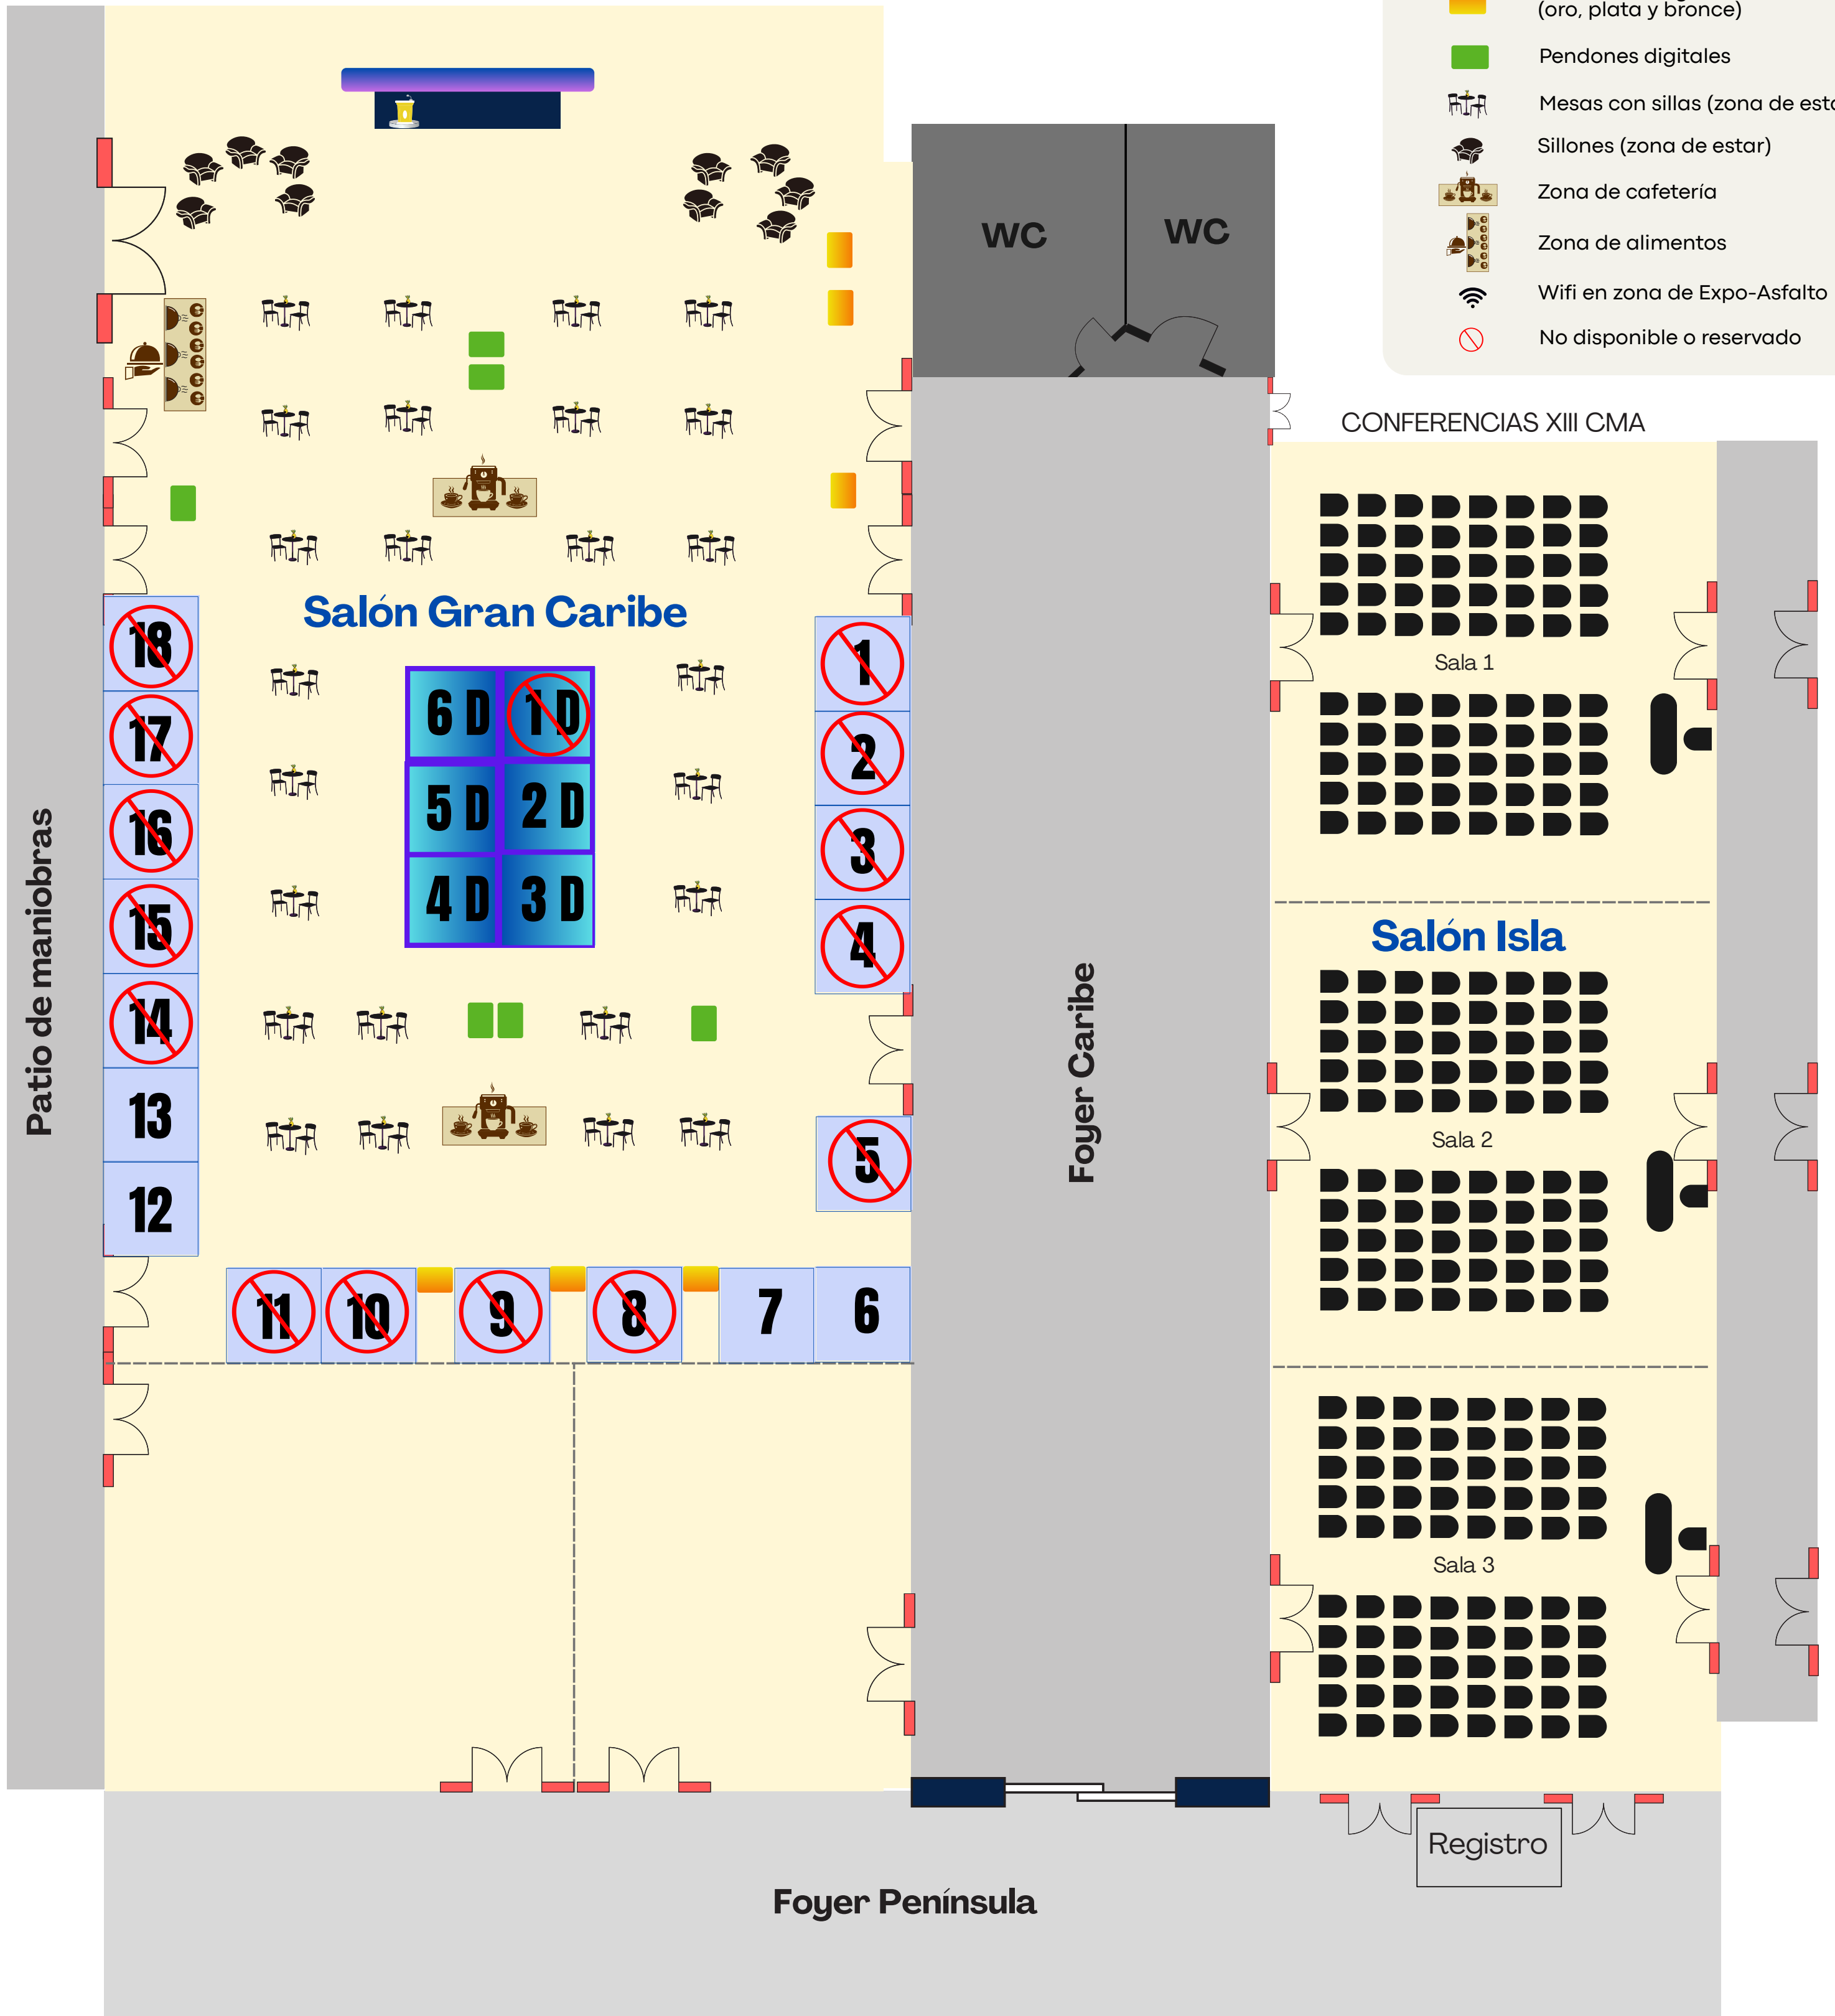 (oro, plata y bronce)
Pendones digitales
Mesas con sillas (zona de esta
Sillones (zona de estar)
Zona de cafetería
Zona de alimentos
Wifi en zona de Expo-Asfalto
No disponible o reservado
WC
WC
CONFERENCIAS XIII CMA
Salón Gran Caribe
18
17
16
15
14
13
12
6 D
1 D
5 D
2 D
4 D
3 D
1
2
3
4
5
11
10
9
8
7
6
Patio de maniobras
Foyer Caribe
Sala 1
Salón Isla
Sala 2
Sala 3
Registro
Foyer Península